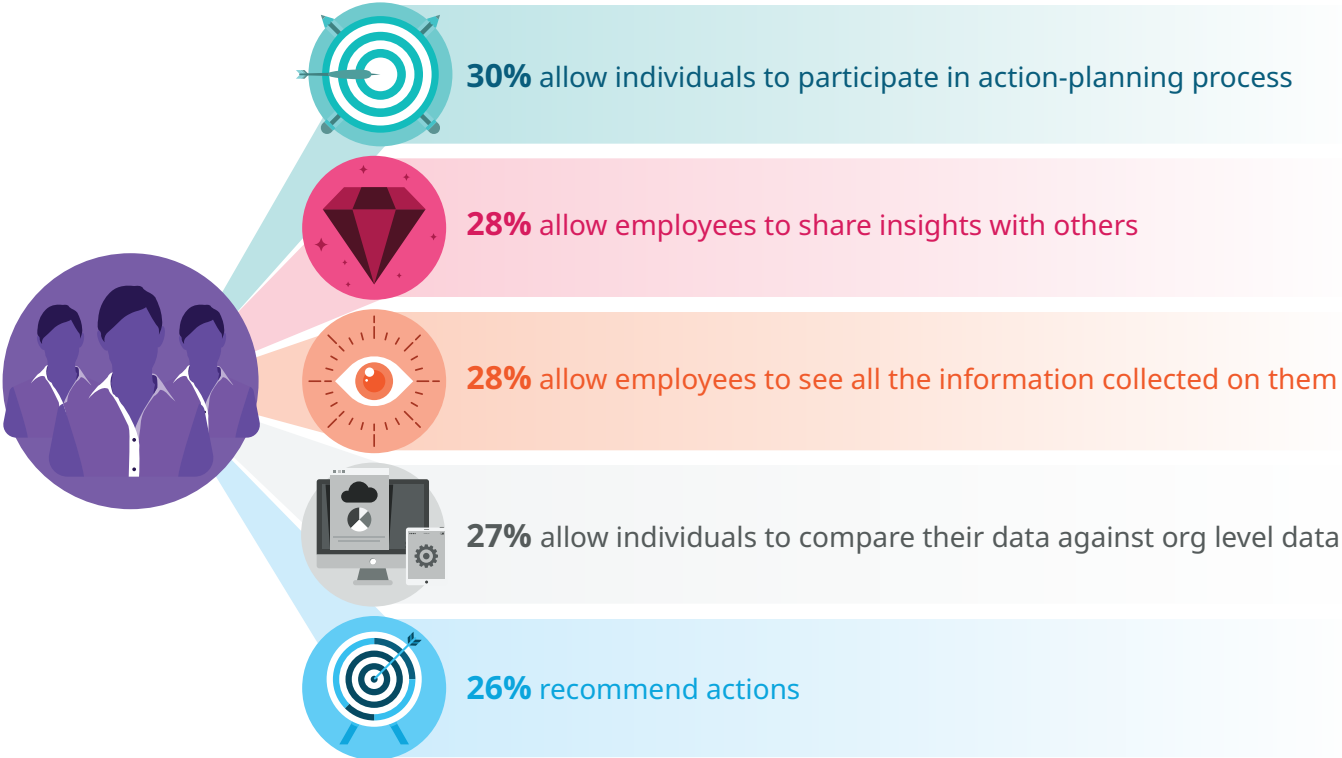 30% allow individuals to participate in action-planning process
28% allow employees to share insights with others
28% allow employees to see all the information collected on them
27% allow individuals to compare their data against org level data
26% recommend actions